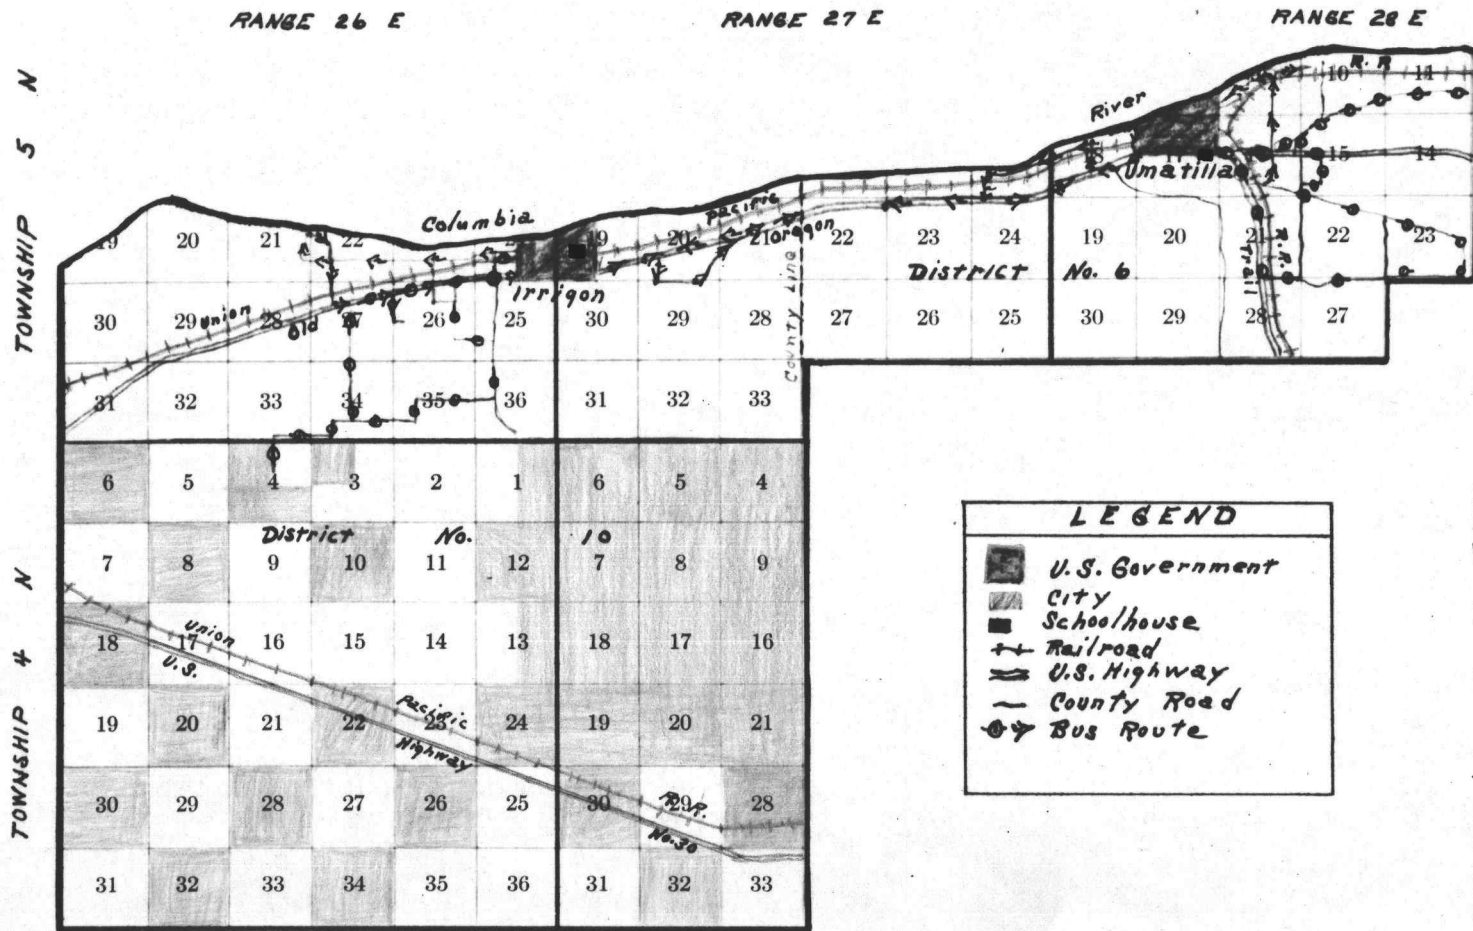 RANGE 26 E RANGE 27 E RANGE 28 E
TOWNSHIP 5 N
R.R
10 11
River
15 14
Umatilla
Columbia
Pacific
19 20 21 22 19 20 21 Oregon 22 23 24 19 20 21 22 23
District No. 6
Irrigon
Trail
R.R.
County Line
Union
Old
30 29 28 27 26 25 30 29 28 27 26 25 30 29 28 27
31 32 33 34 35 36 31 32 33
TOWNSHIP 4 N
6 5 4 3 2 1 6 5 4
District No. 10
7 8 9 10 11 12 7 8 9
18 17 16 15 14 13 18 17 16
Union
U.S.
Pacific
19 20 21 22 23 24 19 20 21
Highway
30 29 28 27 26 25 30 29 28
R.R.
No. 30
31 32 33 34 35 36 31 32 33
LEGEND
U.S. Government
City
Schoolhouse
Railroad
U.S. Highway
County Road
Bus Route